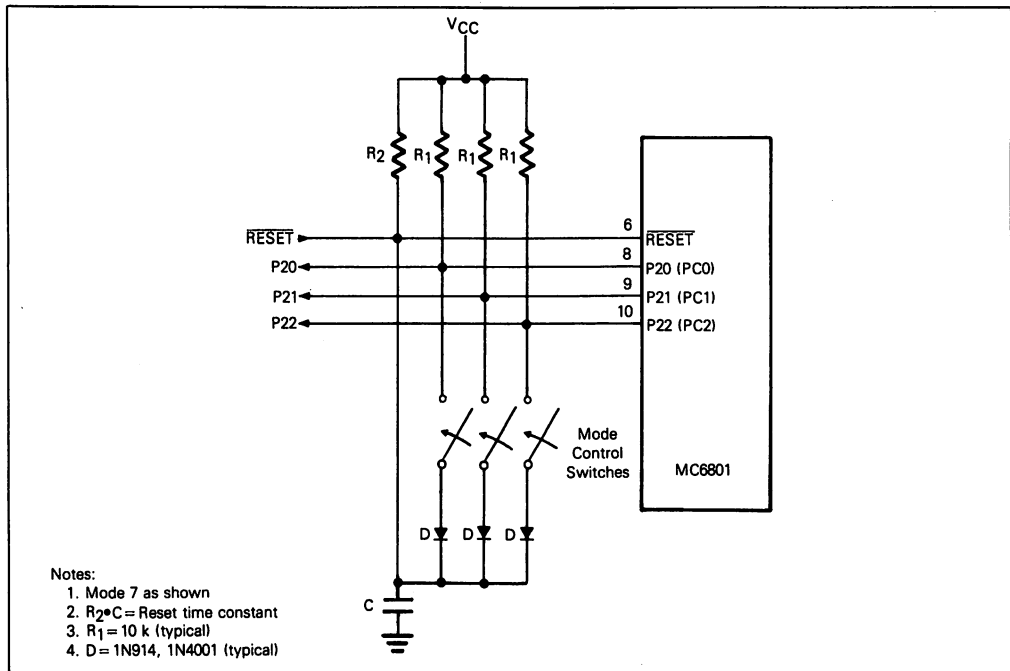 VCC
R2 R1 R1 R1
RESET 6 RESET
P20 8 P20 (PC0)
P21 9 P21 (PC1)
P22 10 P22 (PC2)
Mode
Control
Switches
MC6801
D D D
C
Notes:
1. Mode 7 as shown
2. R2•C = Reset time constant
3. R1 = 10 k (typical)
4. D = 1N914, 1N4001 (typical)